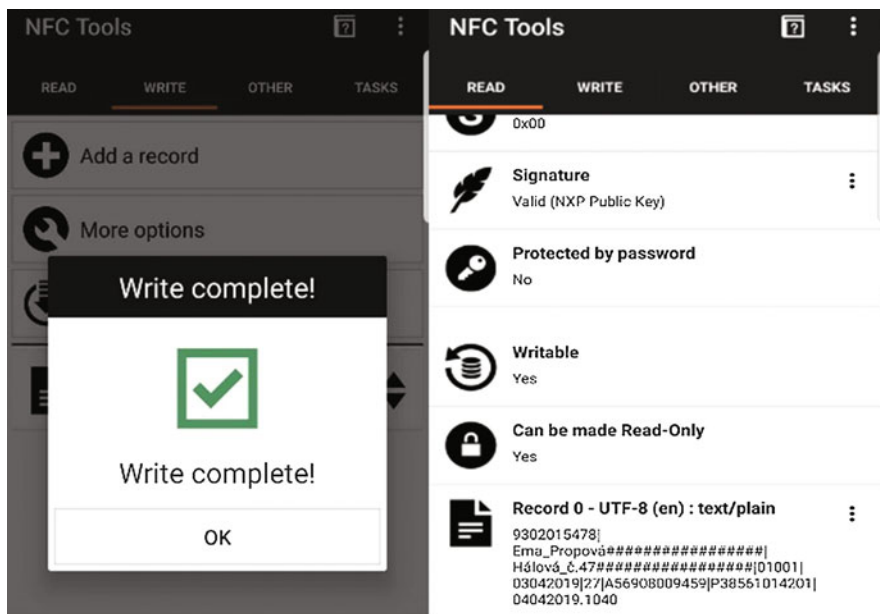 NFC Tools
READ WRITE OTHER TASKS
Add a record
More options
Write complete!
Write complete!
OK
NFC Tools
READ WRITE OTHER TASKS
0x00
Signature
Valid (NXP Public Key)
Protected by password
No
Writable
Yes
Can be made Read-Only
Yes
Record 0 - UTF-8 (en) : text/plain
9302015478|
Ema_Propová#################|
Hálová_č.47#################|01001|
03042019|27|A56908009459|P38561014201|
04042019.1040